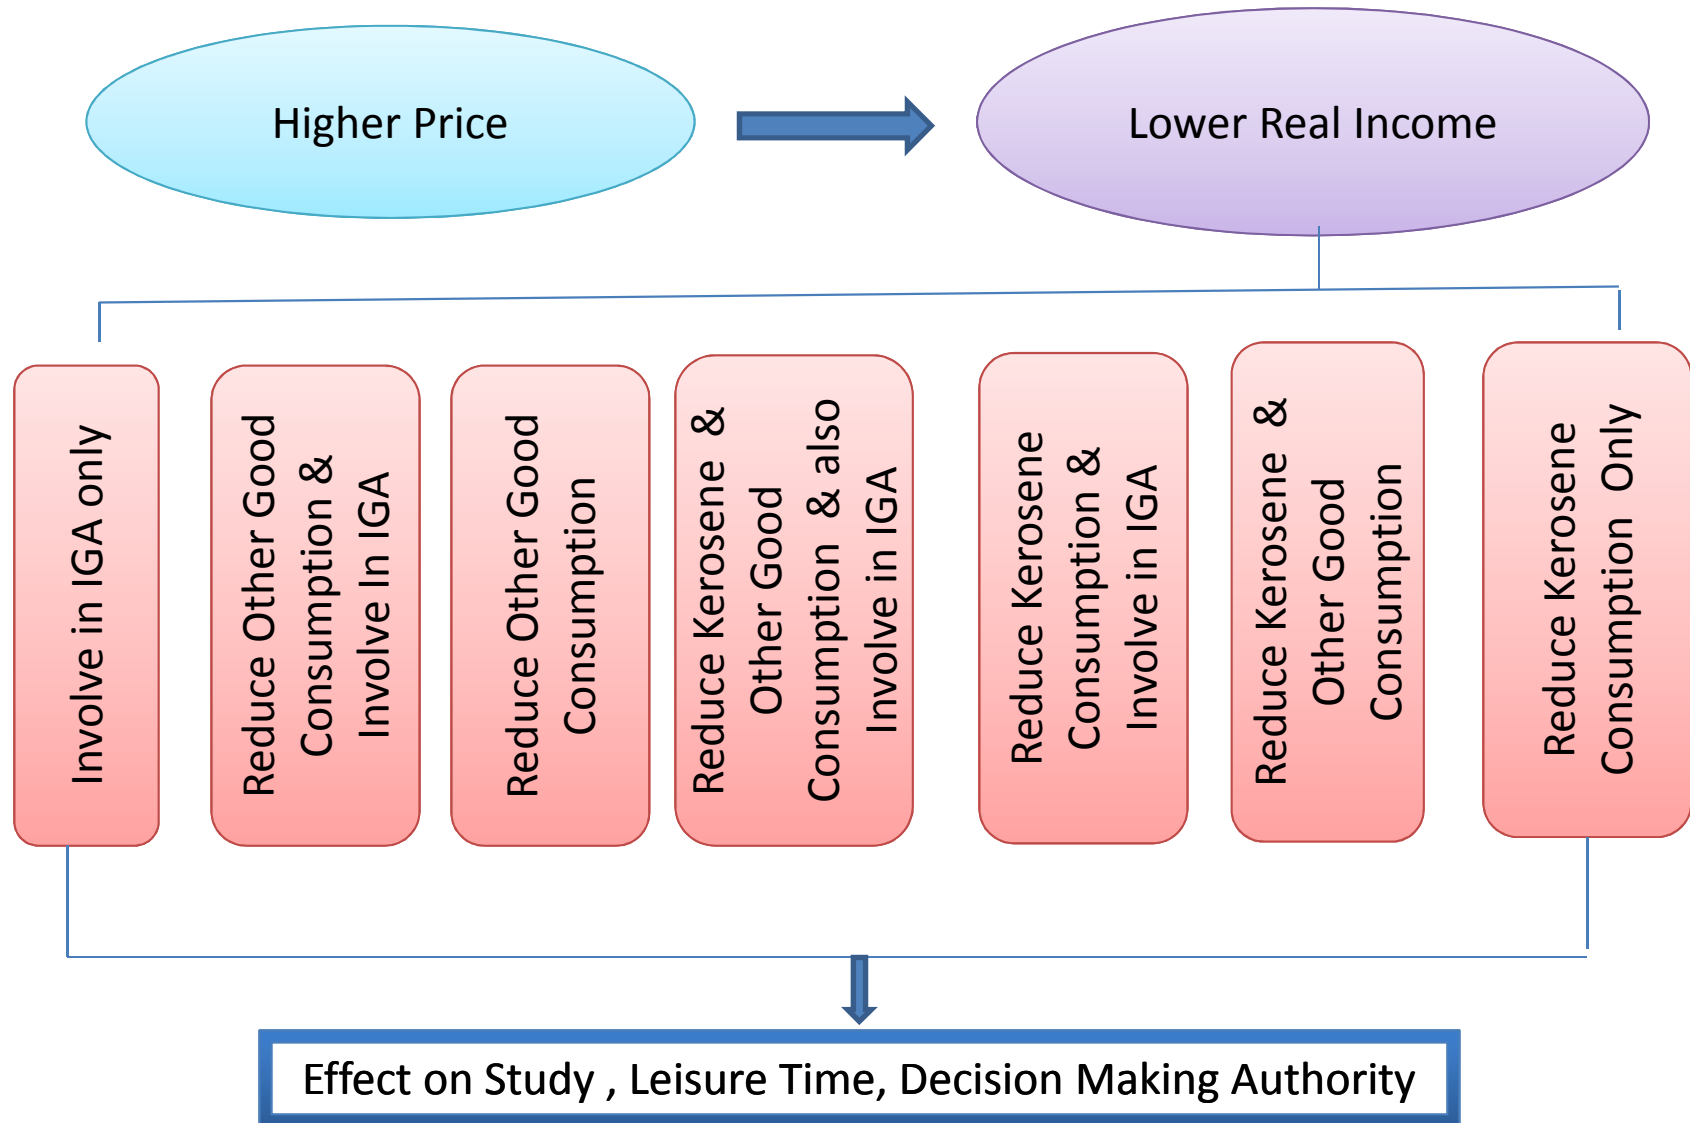 Higher Price
Lower Real Income
Involve in IGA only
Reduce Other Good
Consumption &
Involve In IGA
Reduce Other Good
Consumption
Reduce Kerosene &
Other Good
Consumption & also
Involve in IGA
Reduce Kerosene
Consumption &
Involve in IGA
Reduce Kerosene &
Other Good
Consumption
Reduce Kerosene
Consumption Only
Effect on Study , Leisure Time, Decision Making Authority